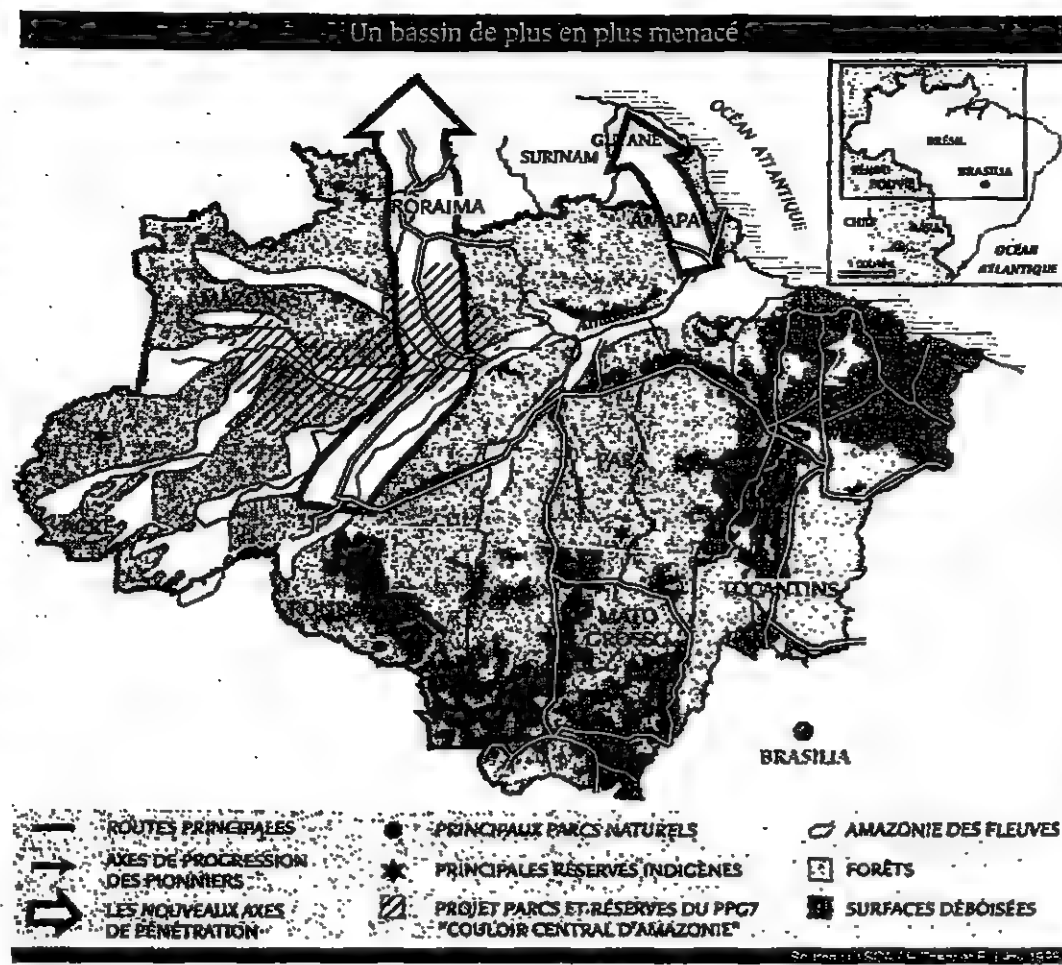 Un bassin de plus en plus menacé
OCÉAN ATLANTIQUE
GUYANE
SURINAM
RORAIMA
AMAPA
AMAZONAS
PARA
MATO
GROSSO
TOCANTINS
BRASILIA
BRÉSIL
BOLIVIE
BRASILIA
CHILI
OCÉAN
ATLANTIQUE
ROUTES PRINCIPALES
AXES DE PROGRESSION
DES PIONNIERS
LES NOUVEAUX AXES
DE PÉNÉTRATION
PRINCIPAUX PARCS NATURELS
PRINCIPALES RÉSERVES INDIGÈNES
PROJET PARCS ET RÉSERVES DU PPG7
"COULOIR CENTRAL D'AMAZONIE"
AMAZONIE DES FLEUVES
FORÊTS
SURFACES DÉBOISÉES